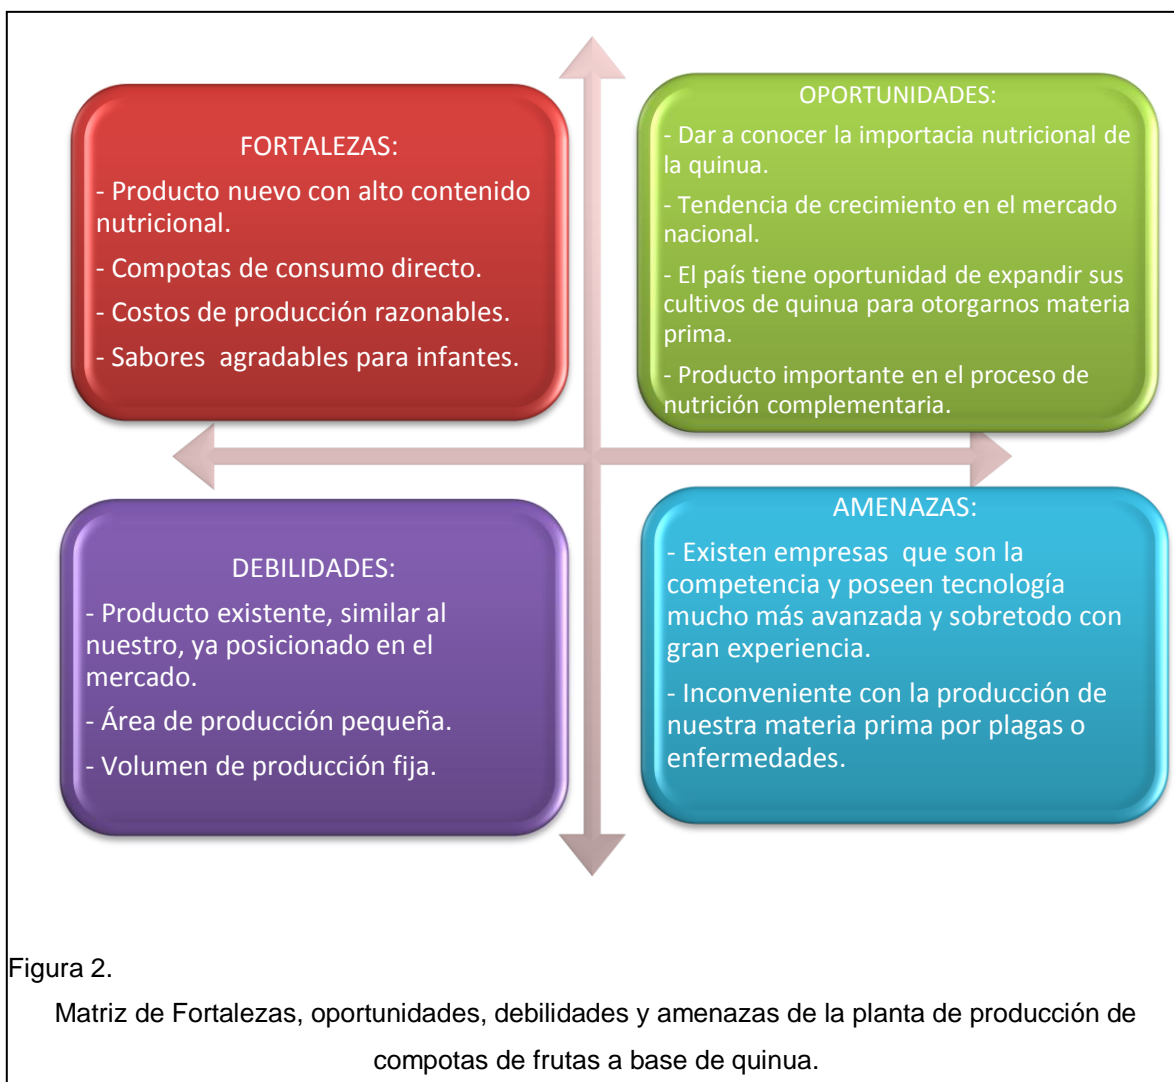 FORTALEZAS:
- Producto nuevo con alto contenido
nutricional.
- Compotas de consumo directo.
- Costos de producción razonables.
- Sabores  agradables para infantes.
OPORTUNIDADES:
- Dar a conocer la importacia nutricional de
la quinua.
- Tendencia de crecimiento en el mercado
nacional.
- El país tiene oportunidad de expandir sus
cultivos de quinua para otorgarnos materia
prima.
- Producto importante en el proceso de
nutrición complementaria.
DEBILIDADES:
- Producto existente, similar al
nuestro, ya posicionado en el
mercado.
- Área de producción pequeña.
- Volumen de producción fija.
AMENAZAS:
- Existen empresas  que son la
competencia y poseen tecnología
mucho más avanzada y sobretodo con
gran experiencia.
- Inconveniente con la producción de
nuestra materia prima por plagas o
enfermedades.
Figura 2.
Matriz de Fortalezas, oportunidades, debilidades y amenazas de la planta de producción de
compotas de frutas a base de quinua.